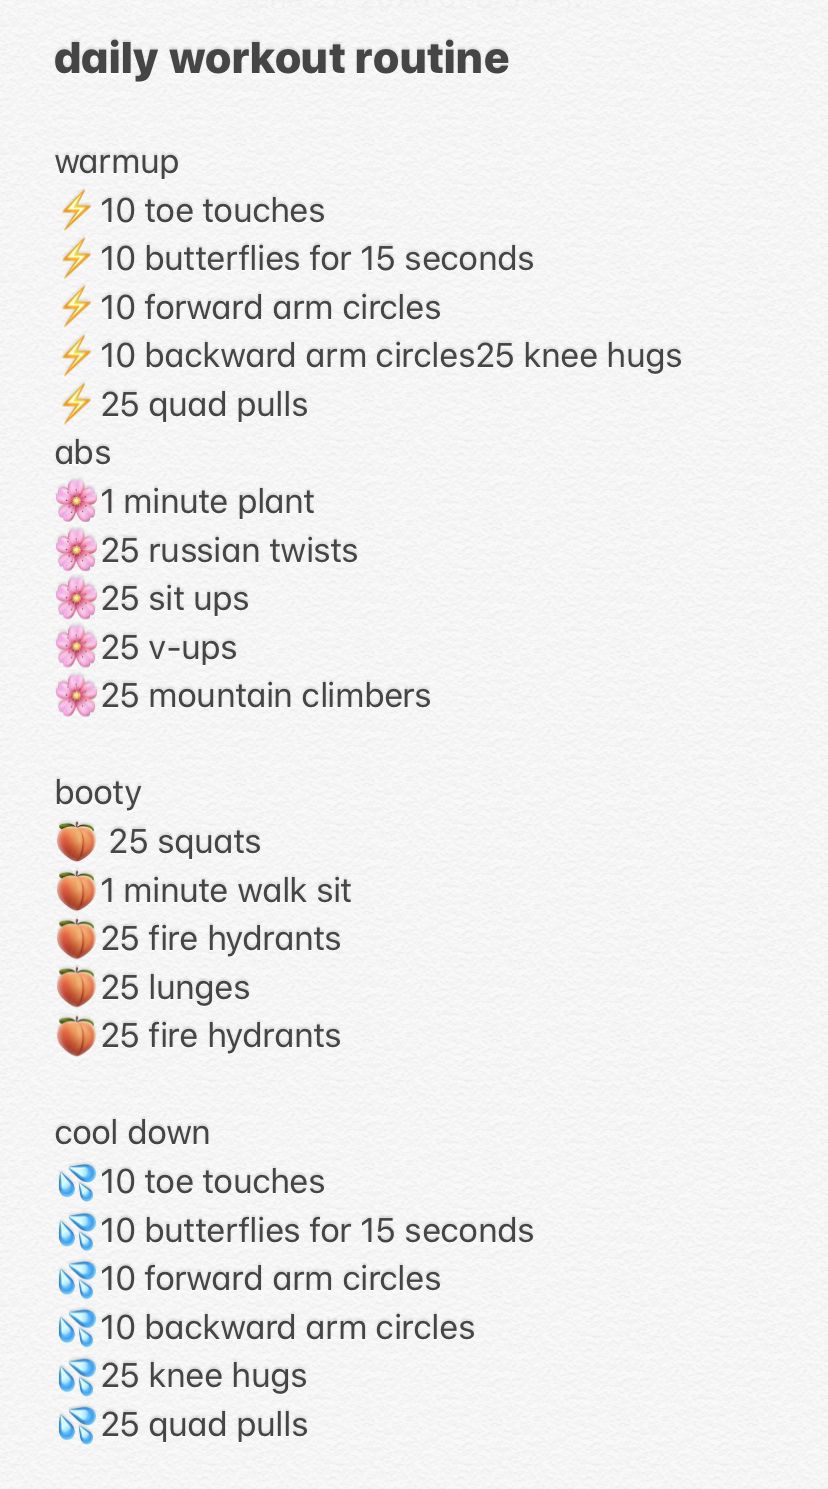 daily workout routine
warmup
⚡10 toe touches
⚡10 butterflies for 15 seconds
⚡10 forward arm circles
⚡10 backward arm circles25 knee hugs
⚡25 quad pulls
abs
🌸1 minute plant
🌸25 russian twists
🌸25 sit ups
🌸25 v-ups
🌸25 mountain climbers
booty
🍑 25 squats
🍑1 minute walk sit
🍑25 fire hydrants
🍑25 lunges
🍑25 fire hydrants
cool down
💦10 toe touches
💦10 butterflies for 15 seconds
💦10 forward arm circles
💦10 backward arm circles
💦25 knee hugs
💦25 quad pulls